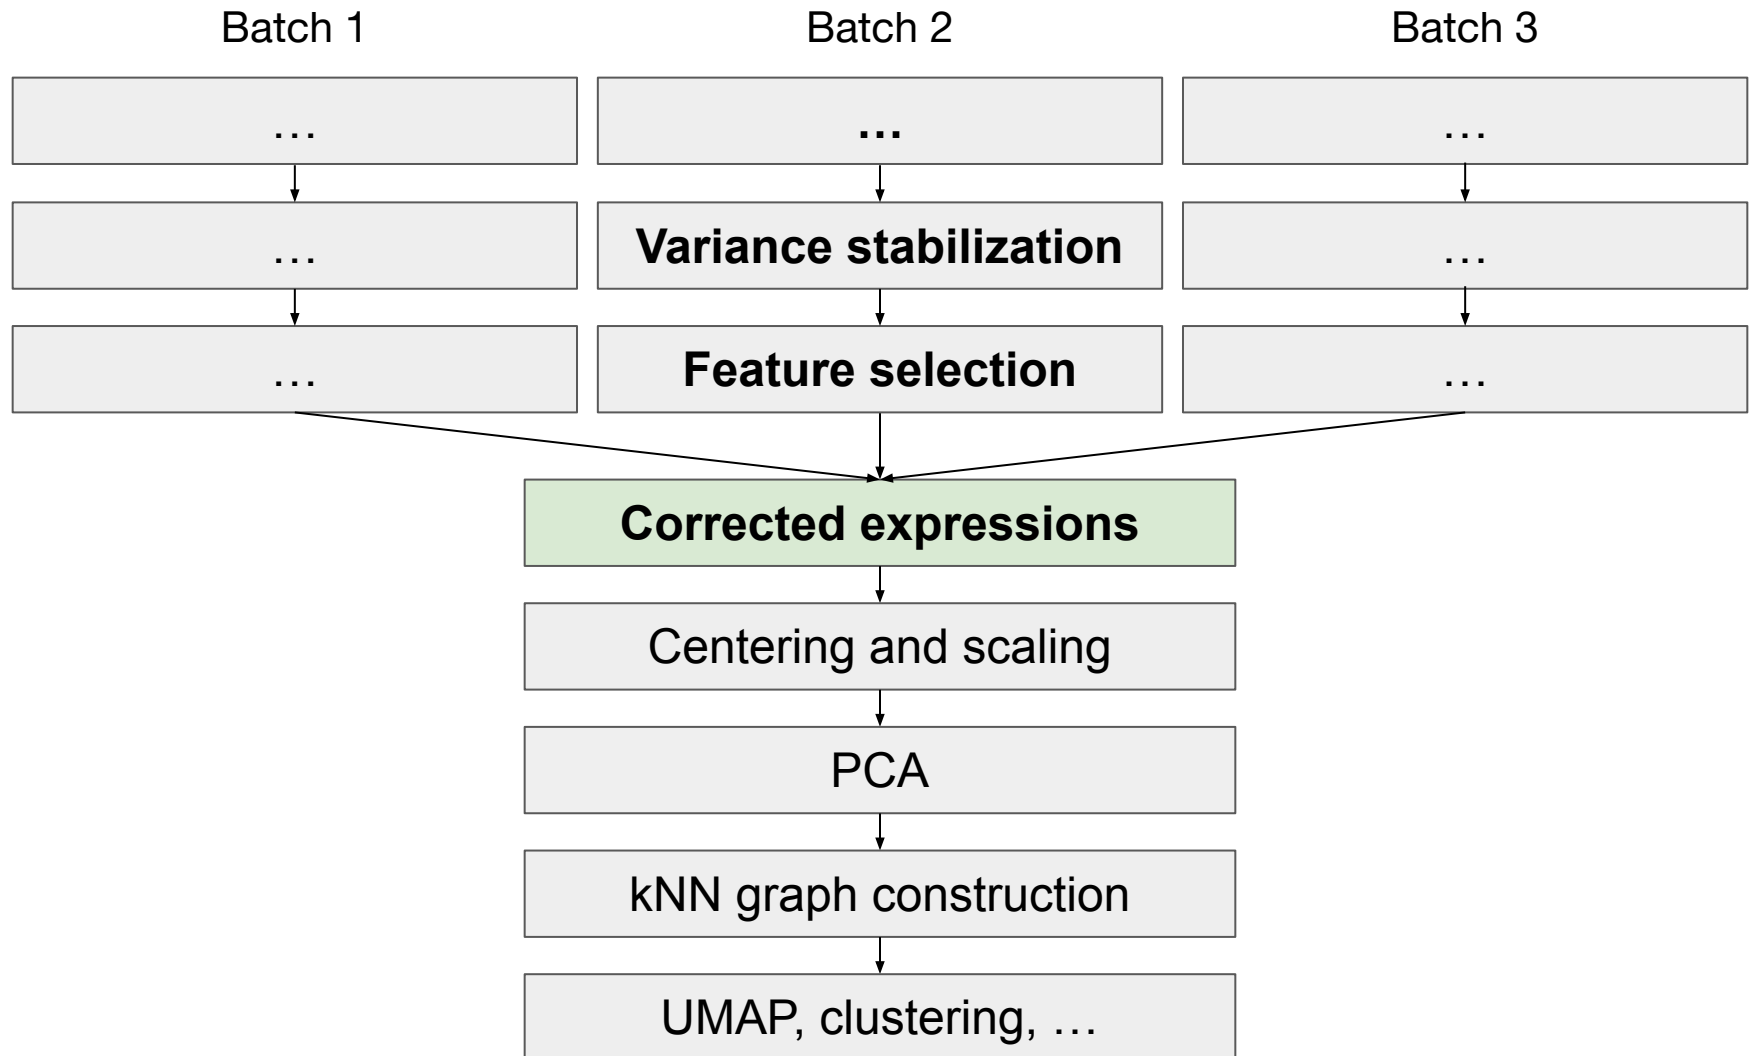 Batch 1
Batch 2
Batch 3
…
…
…
…
Variance stabilization
…
…
Feature selection
…
Corrected expressions
Centering and scaling
PCA
kNN graph construction
UMAP, clustering, …